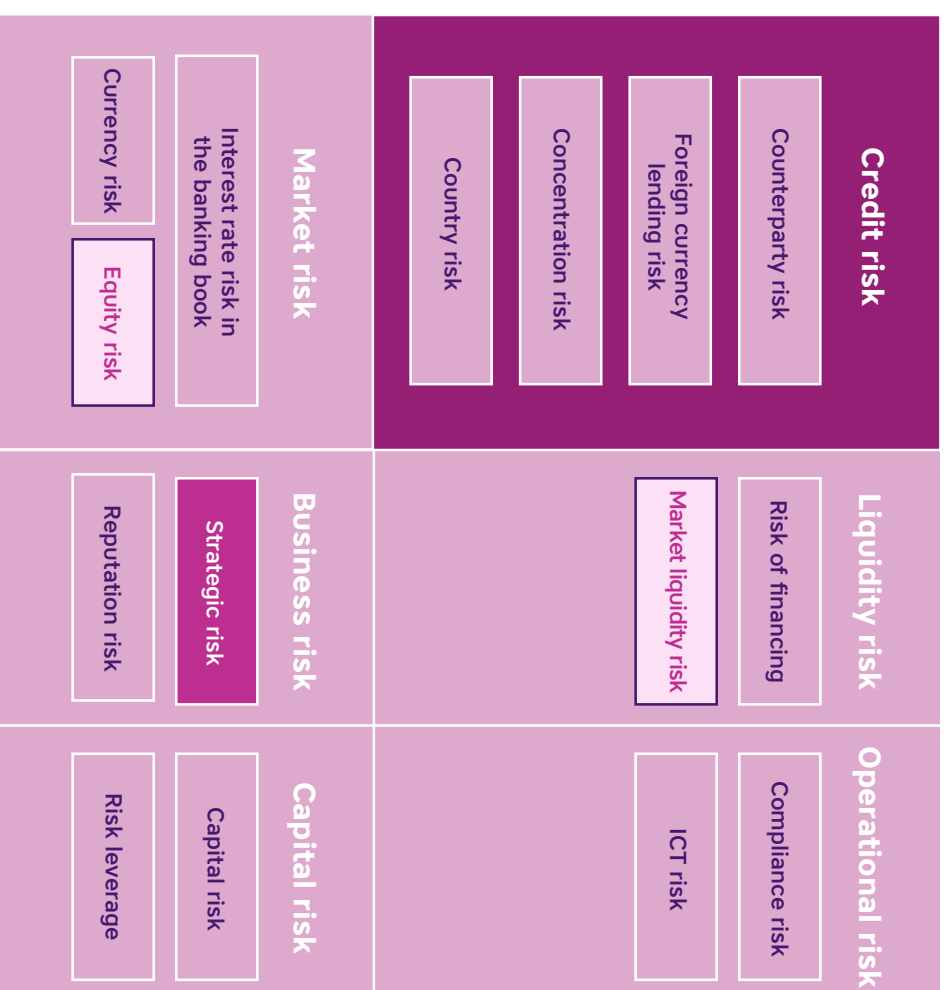 Credit risk
Counterparty risk
Foreign currency
lending risk
Concentration risk
Country risk
Liquidity risk
Risk of financing
Market liquidity risk
Operational risk
Compliance risk
ICT risk
Market risk
Interest rate risk in
the banking book
Currency risk
Equity risk
Business risk
Strategic risk
Reputation risk
Capital risk
Capital risk
Risk leverage